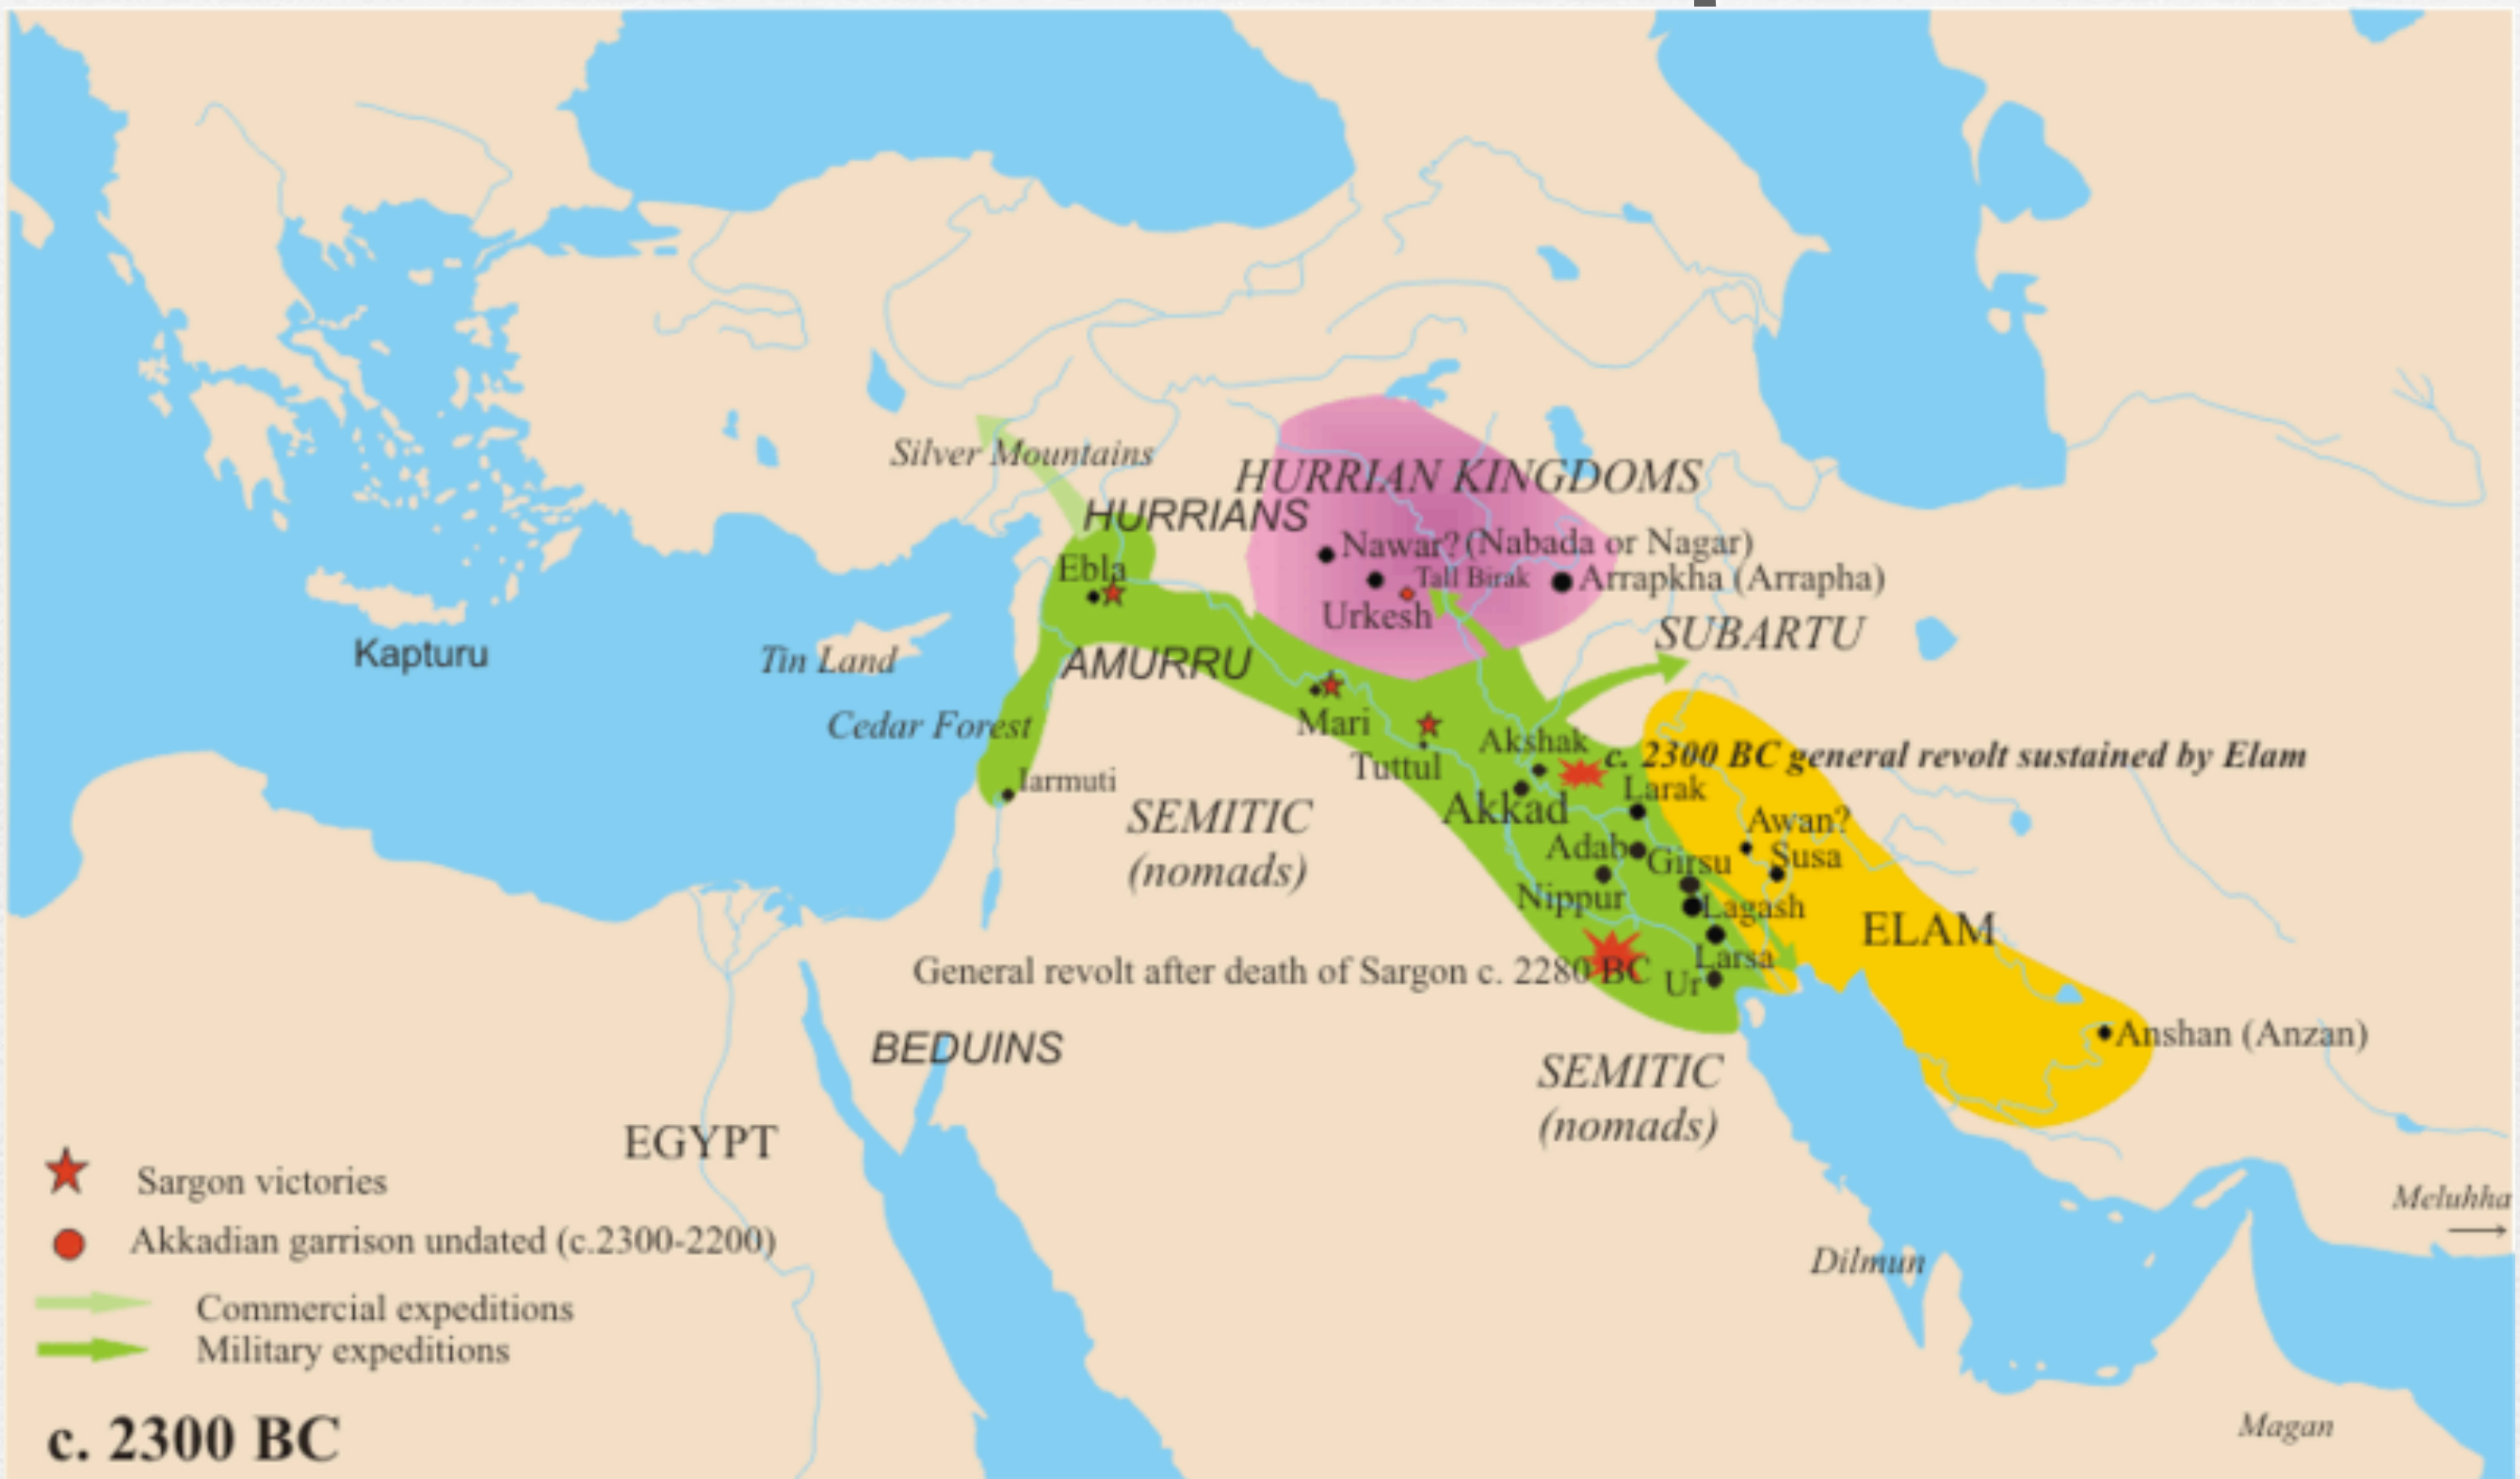 Silver Mountains
HURRIAN KINGDOMS
HURRIANS
Nawar? (Nabada or Nagar)
Ebla
Tall Birak
Arrapkha (Arrapha)
Urkesh
SUBARTU
Kapturu
Tin Land
AMURRU
Cedar Forest
Mari
Akshak
c. 2300 BC general revolt sustained by Elam
Tuttul
Iarmuti
Larak
Akkad
SEMITIC
(nomads)
Awan?
Adab
Girsu
Susa
Nippur
Lagash
ELAM
Larsa
General revolt after death of Sargon c. 2280 BC
Ur
Anshan (Anzan)
BEDUINS
SEMITIC
(nomads)
EGYPT
Meluhha
Dilmun
Magan
Sargon victories
Akkadian garrison undated (c.2300-2200)
Commercial expeditions
Military expeditions
c. 2300 BC